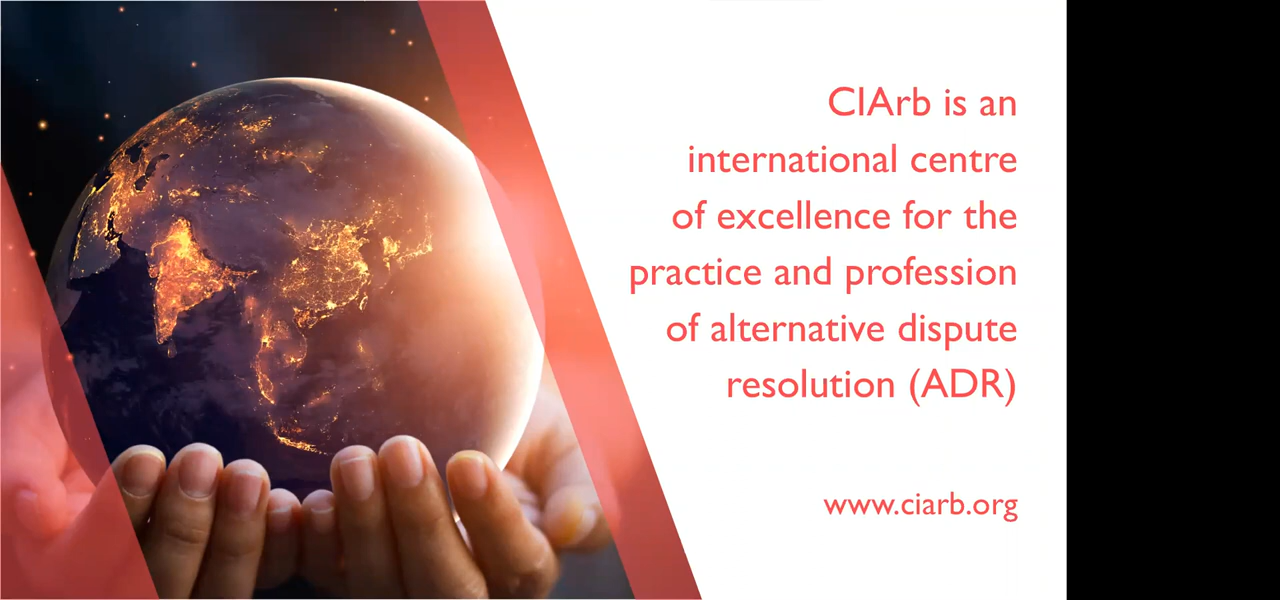 CIArb is an
international centre
of excellence for the
practice and profession
of alternative dispute
resolution (ADR)
www.ciarb.org